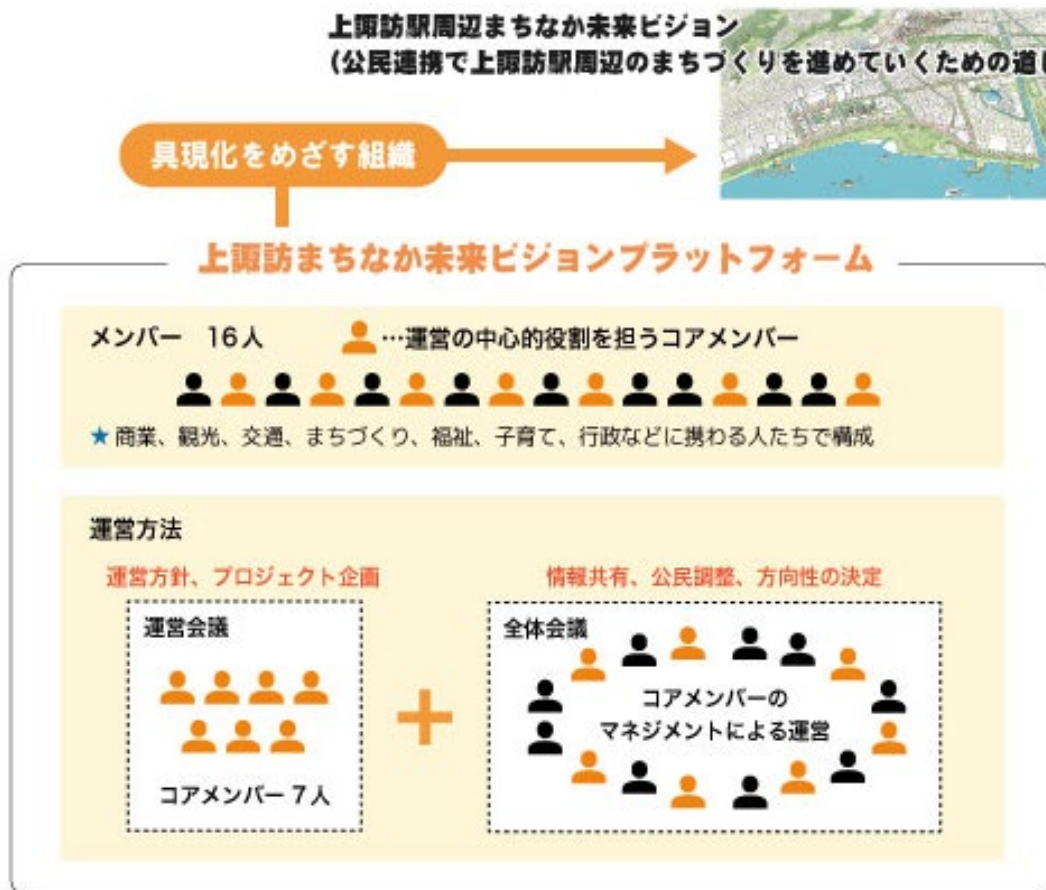 上諏訪駅周辺まちなか未来ビジョン
(公民連携で上諏訪駅周辺のまちづくりを進めていくための道
具現化をめざす組織
上諏訪まちなか未来ビジョンプラットフォーム
メンバー 16人 …運営の中心的役割を担うコアメンバー
★商業、観光、交通、まちづくり、福祉、子育て、行政などに携わる人たちで構成
運営方法
運営方針、プロジェクト企画
運営会議
コアメンバー7人
+
情報共有、公民調整、方向性の決定
全体会議
コアメンバーの
マネジメントによる運営